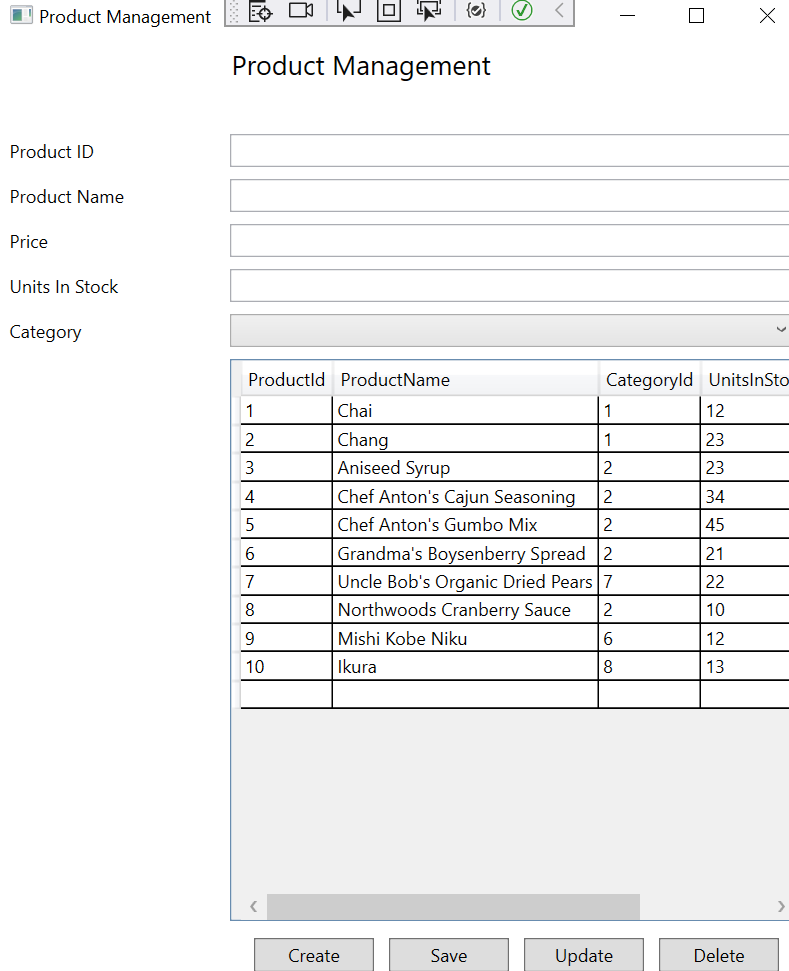 Product Management
Product Management
Product ID
Product Name
Price
Units In Stock
Category
ProductId ProductName CategoryId UnitsInSto
1 Chai 1 12
2 Chang 1 23
3 Aniseed Syrup 2 23
4 Chef Anton's Cajun Seasoning 2 34
5 Chef Anton's Gumbo Mix 2 45
6 Grandma's Boysenberry Spread 2 21
7 Uncle Bob's Organic Dried Pears 7 22
8 Northwoods Cranberry Sauce 2 10
9 Mishi Kobe Niku 6 12
10 Ikura 8 13
Create Save Update Delete